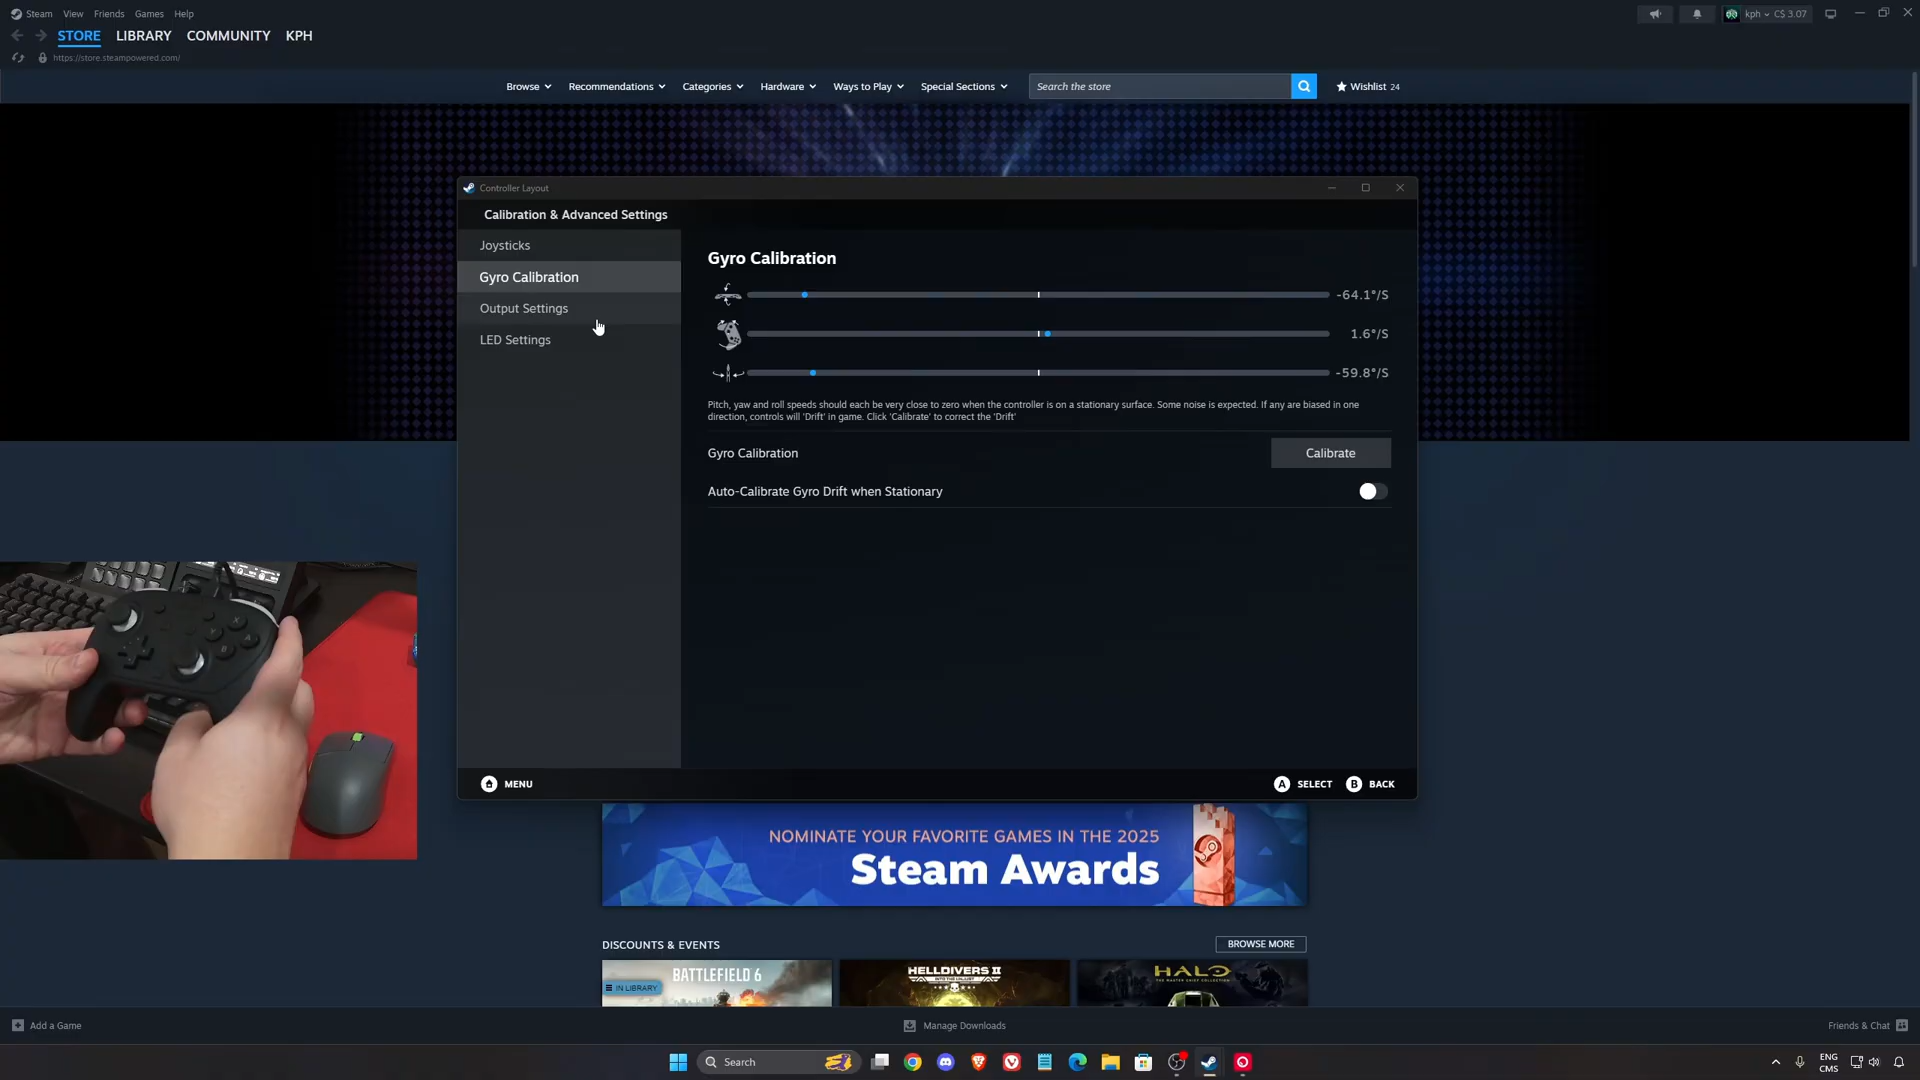 Steam View Friends Games Help
kph C$ 3.07
STORE LIBRARY COMMUNITY KPH
https://store.steampowered.com/
Browse Recommendations Categories Hardware Ways to Play Special Sections Search the store Wishlist 24
Controller Layout
Calibration & Advanced Settings
Joysticks
Gyro Calibration
Output Settings
LED Settings
Gyro Calibration
-64.1°/S
1.6°/S
-59.8°/S
Pitch, yaw and roll speeds should each be very close to zero when the controller is on a stationary surface. Some noise is expected. If any are biased in one
direction, controls will 'Drift' in game. Click 'Calibrate' to correct the 'Drift'
Gyro Calibration Calibrate
Auto-Calibrate Gyro Drift when Stationary
MENU A SELECT B BACK
X
Y A
B
NOMINATE YOUR FAVORITE GAMES IN THE 2025
Steam Awards
DISCOUNTS & EVENTS BROWSE MORE
BATTLEFIELD 6
IN LIBRARY
HELLDIVERS II
HALO
THE MASTER CHIEF COLLECTION
Add a Game Manage Downloads Friends & Chat
Search
ENG
CMS